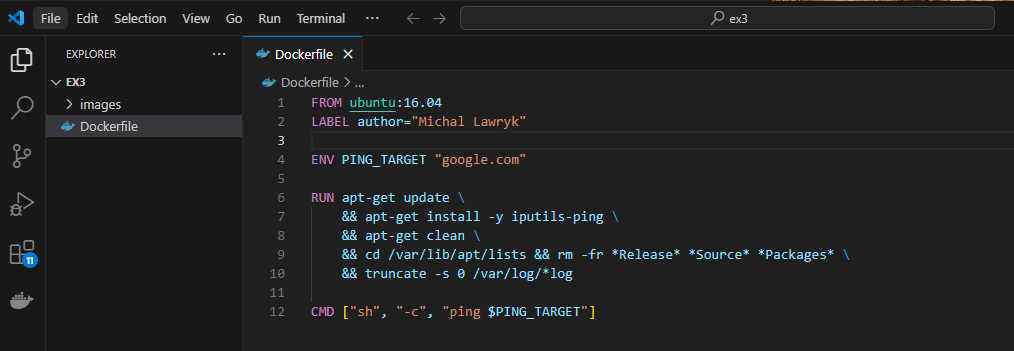 File Edit Selection View Go Run Terminal ··· ex3
EXPLORER ···
EX3
images
Dockerfile
11
Dockerfile
Dockerfile > ...
1 FROM ubuntu:16.04
2 LABEL author="Michal Lawryk"
3
4 ENV PING_TARGET "google.com"
5
6 RUN apt-get update \
7 && apt-get install -y iputils-ping \
8 && apt-get clean \
9 && cd /var/lib/apt/lists && rm -fr *Release* *Source* *Packages* \
10 && truncate -s 0 /var/log/*log
11
12 CMD ["sh", "-c", "ping $PING_TARGET"]